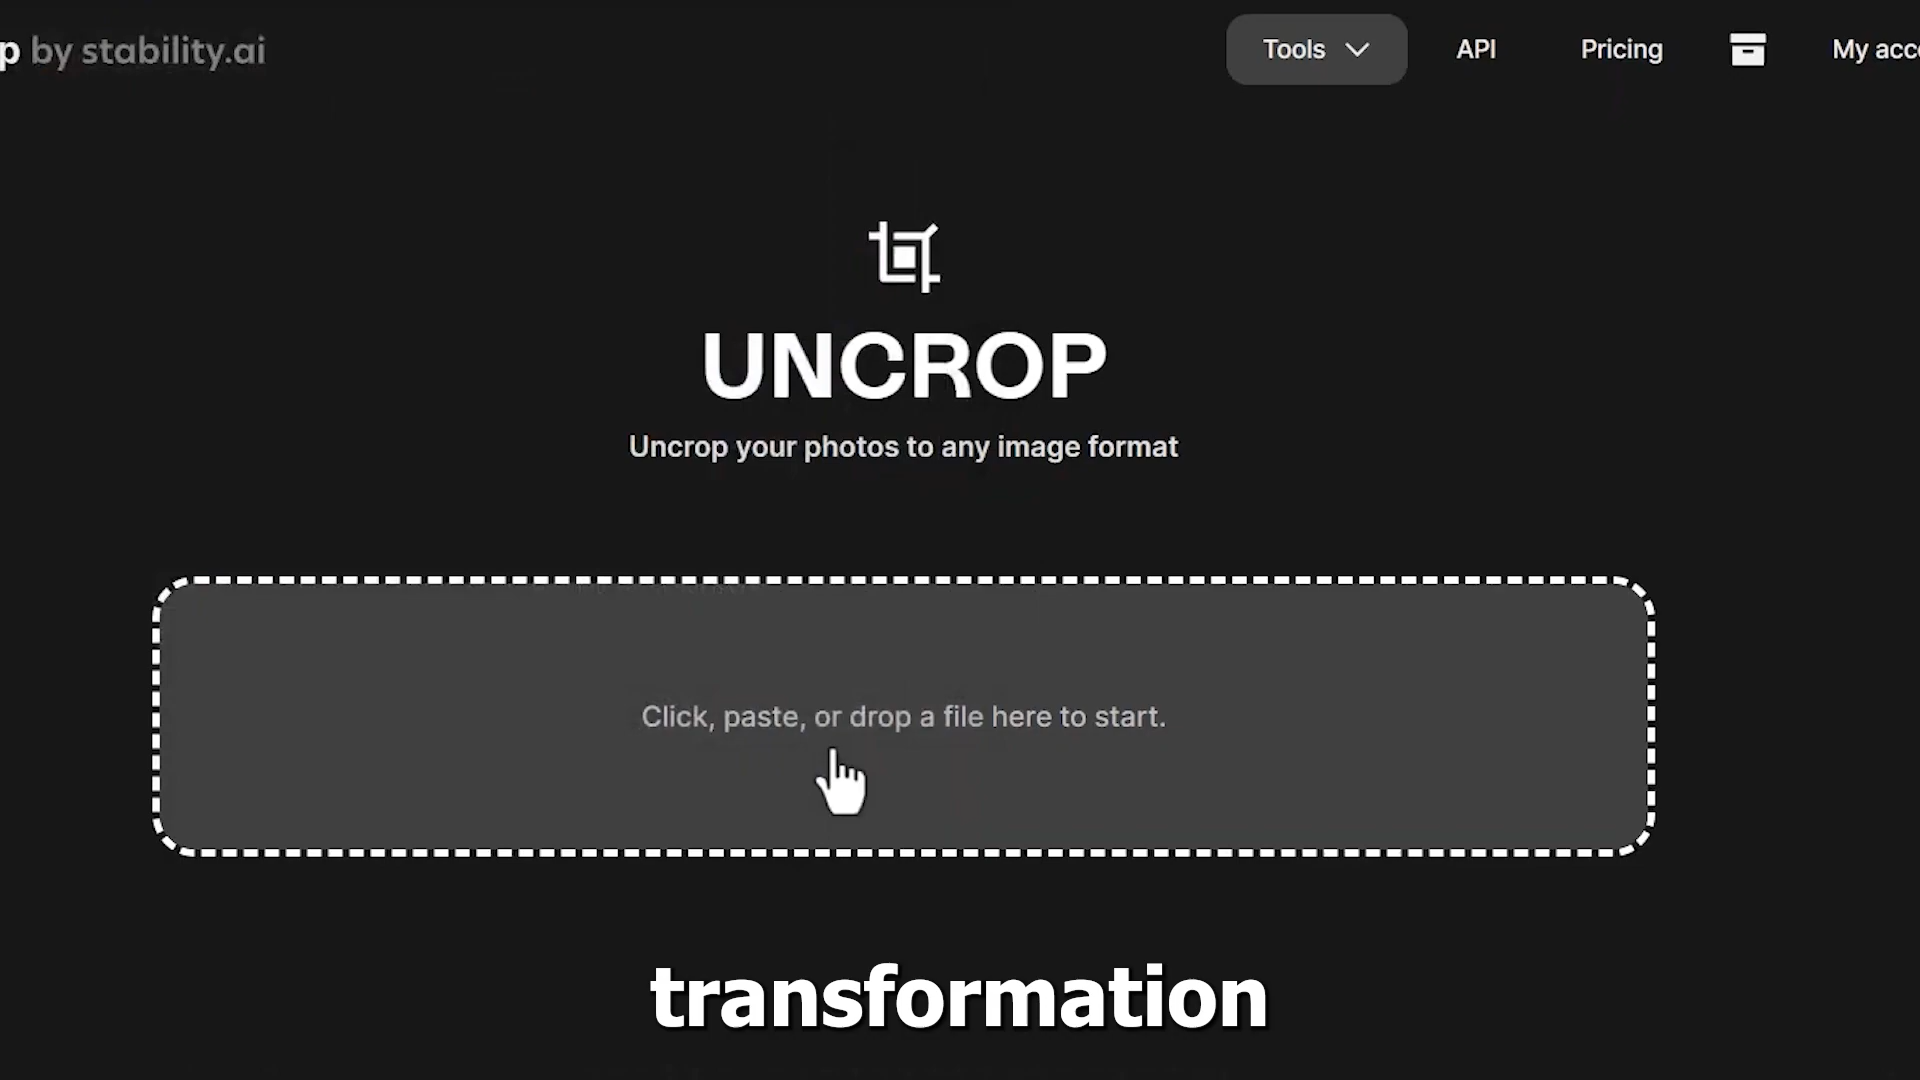 p by stability.ai
Tools
API
Pricing
My acc
UNCROP
Uncrop your photos to any image format
Click, paste, or drop a file here to start.
transformation